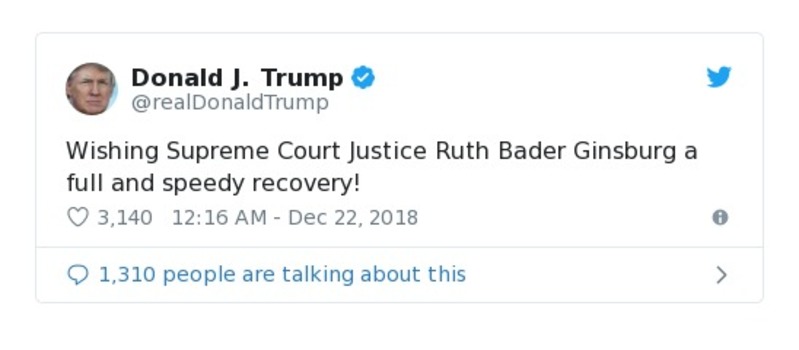 Donald J. Trump
@realDonaldTrump
Wishing Supreme Court Justice Ruth Bader Ginsburg a
full and speedy recovery!
3,140 12:16 AM - Dec 22, 2018
1,310 people are talking about this